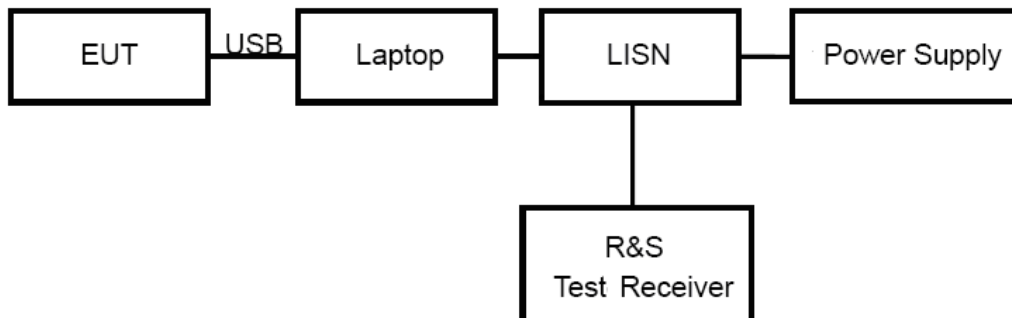 EUT
USB
Laptop
LISN
Power Supply
R&S
Test Receiver